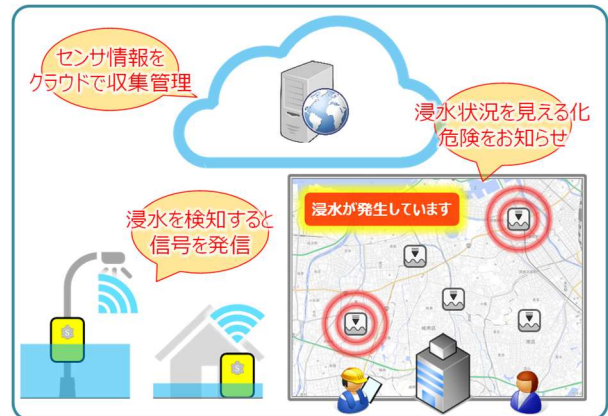 センサ情報を
クラウドで収集管理
浸水状況を見える化
危険をお知らせ
浸水が発生しています
浸水を検知すると
信号を発信